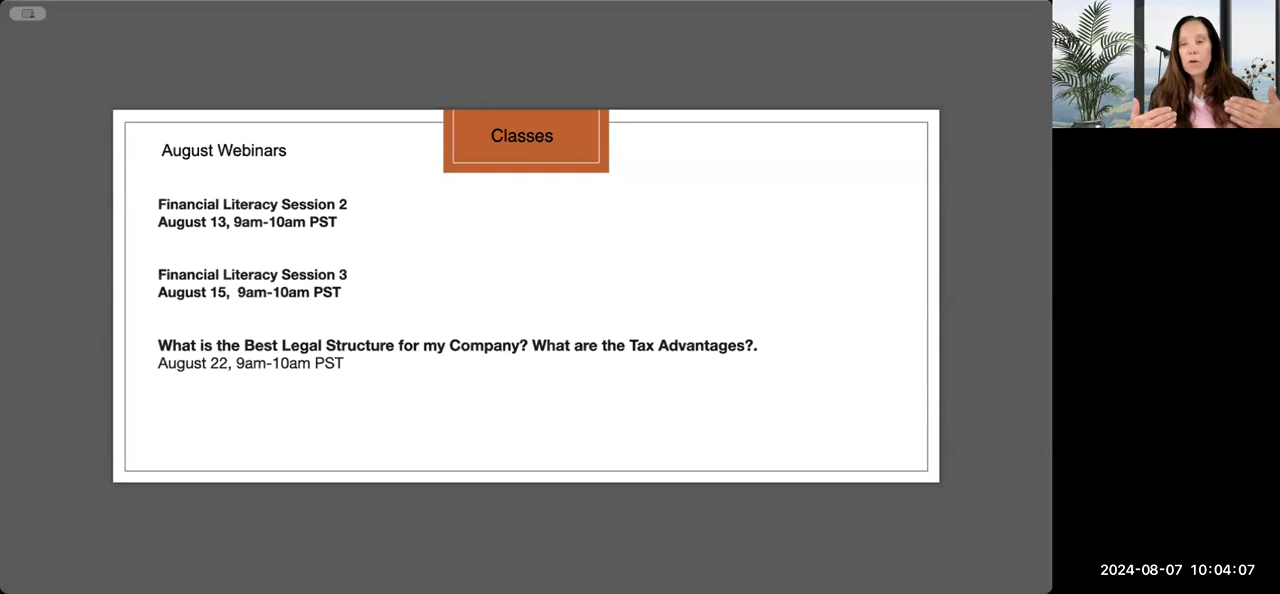 Classes
August Webinars
Financial Literacy Session 2
August 13, 9am-10am PST
Financial Literacy Session 3
August 15,  9am-10am PST
What is the Best Legal Structure for my Company? What are the Tax Advantages?.
August 22, 9am-10am PST
2024-08-07 10:04:07